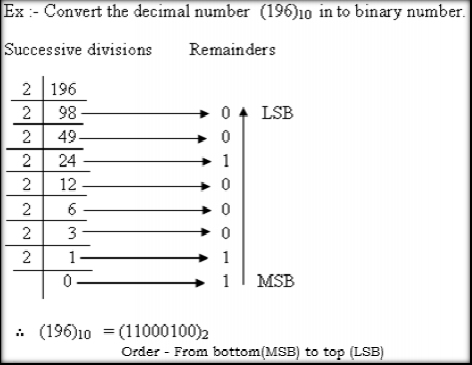 Ex :- Convert the decimal number (196)10 in to binary number.
Successive divisions Remainders
2 196
2 98 0 LSB
2 49 0
2 24 1
2 12 0
2 6 0
2 3 0
2 1 1
0 1 MSB
∴ (196)10 = (11000100)2
Order - From bottom(MSB) to top (LSB)